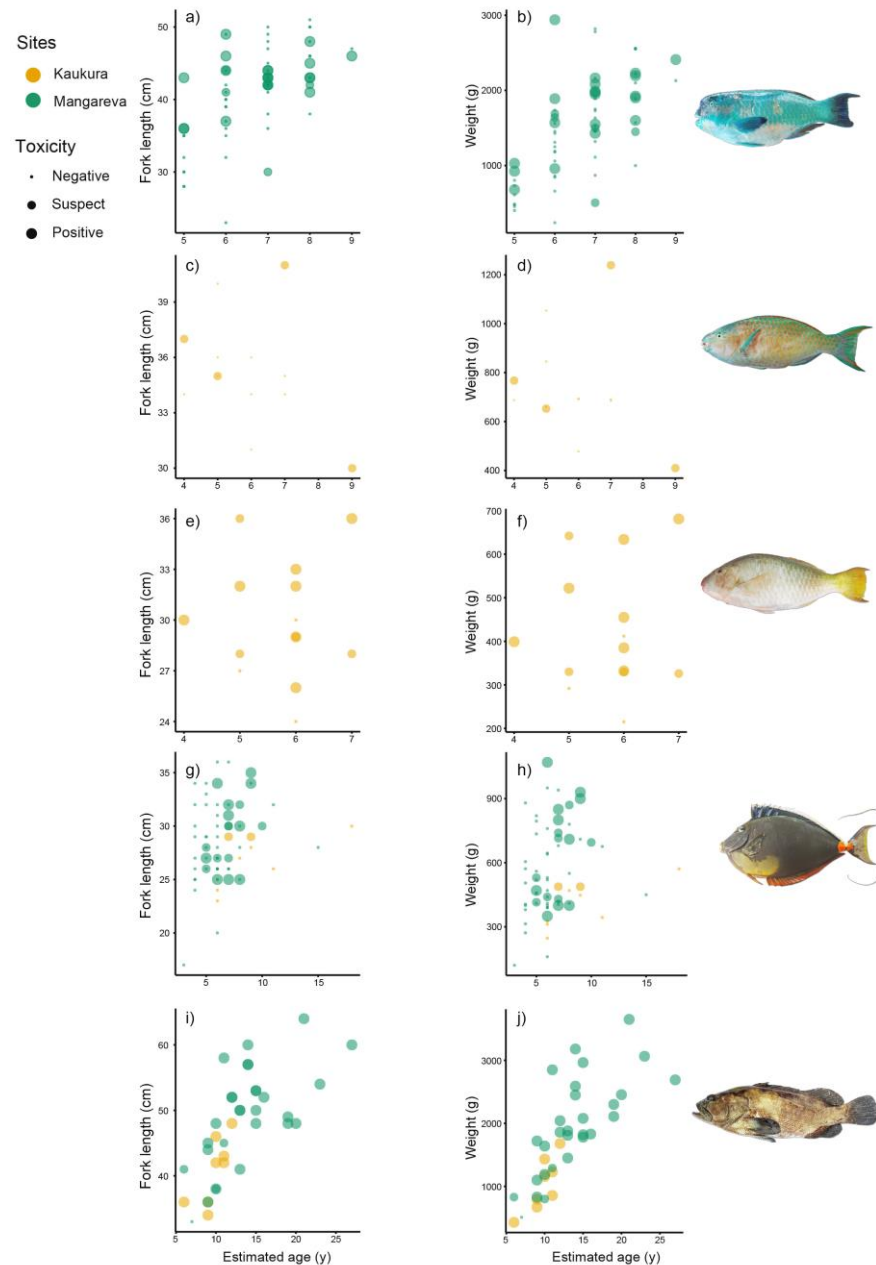 Sites
Kaukura
Mangareva
Toxicity
Negative
Suspect
Positive
a)
Fork length (cm)
50
40
30
5 6 7 8 9
b)
Weight (g)
3000
2000
1000
5 6 7 8 9
c)
Fork length (cm)
39
36
33
30
4 5 6 7 8 9
d)
Weight (g)
1200
1000
800
600
400
4 5 6 7 8 9
e)
Fork length (cm)
36
33
30
27
24
4 5 6 7
f)
Weight (g)
700
600
500
400
300
200
4 5 6 7
g)
Fork length (cm)
35
30
25
20
5 10 15
h)
Weight (g)
900
600
300
5 10 15
i)
Fork length (cm)
60
50
40
5 10 15 20 25
Estimated age (y)
j)
Weight (g)
3000
2000
1000
5 10 15 20 25
Estimated age (y)